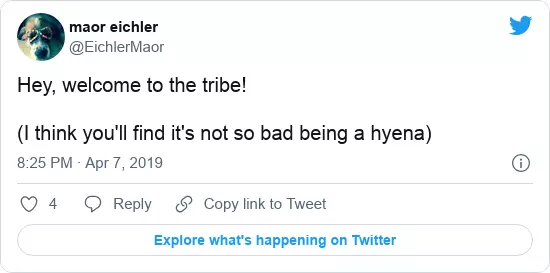 maor eichler
@EichlerMaor
Hey, welcome to the tribe!
(I think you'll find it's not so bad being a hyena)
8:25 PM · Apr 7, 2019
4 Reply Copy link to Tweet
Explore what's happening on Twitter